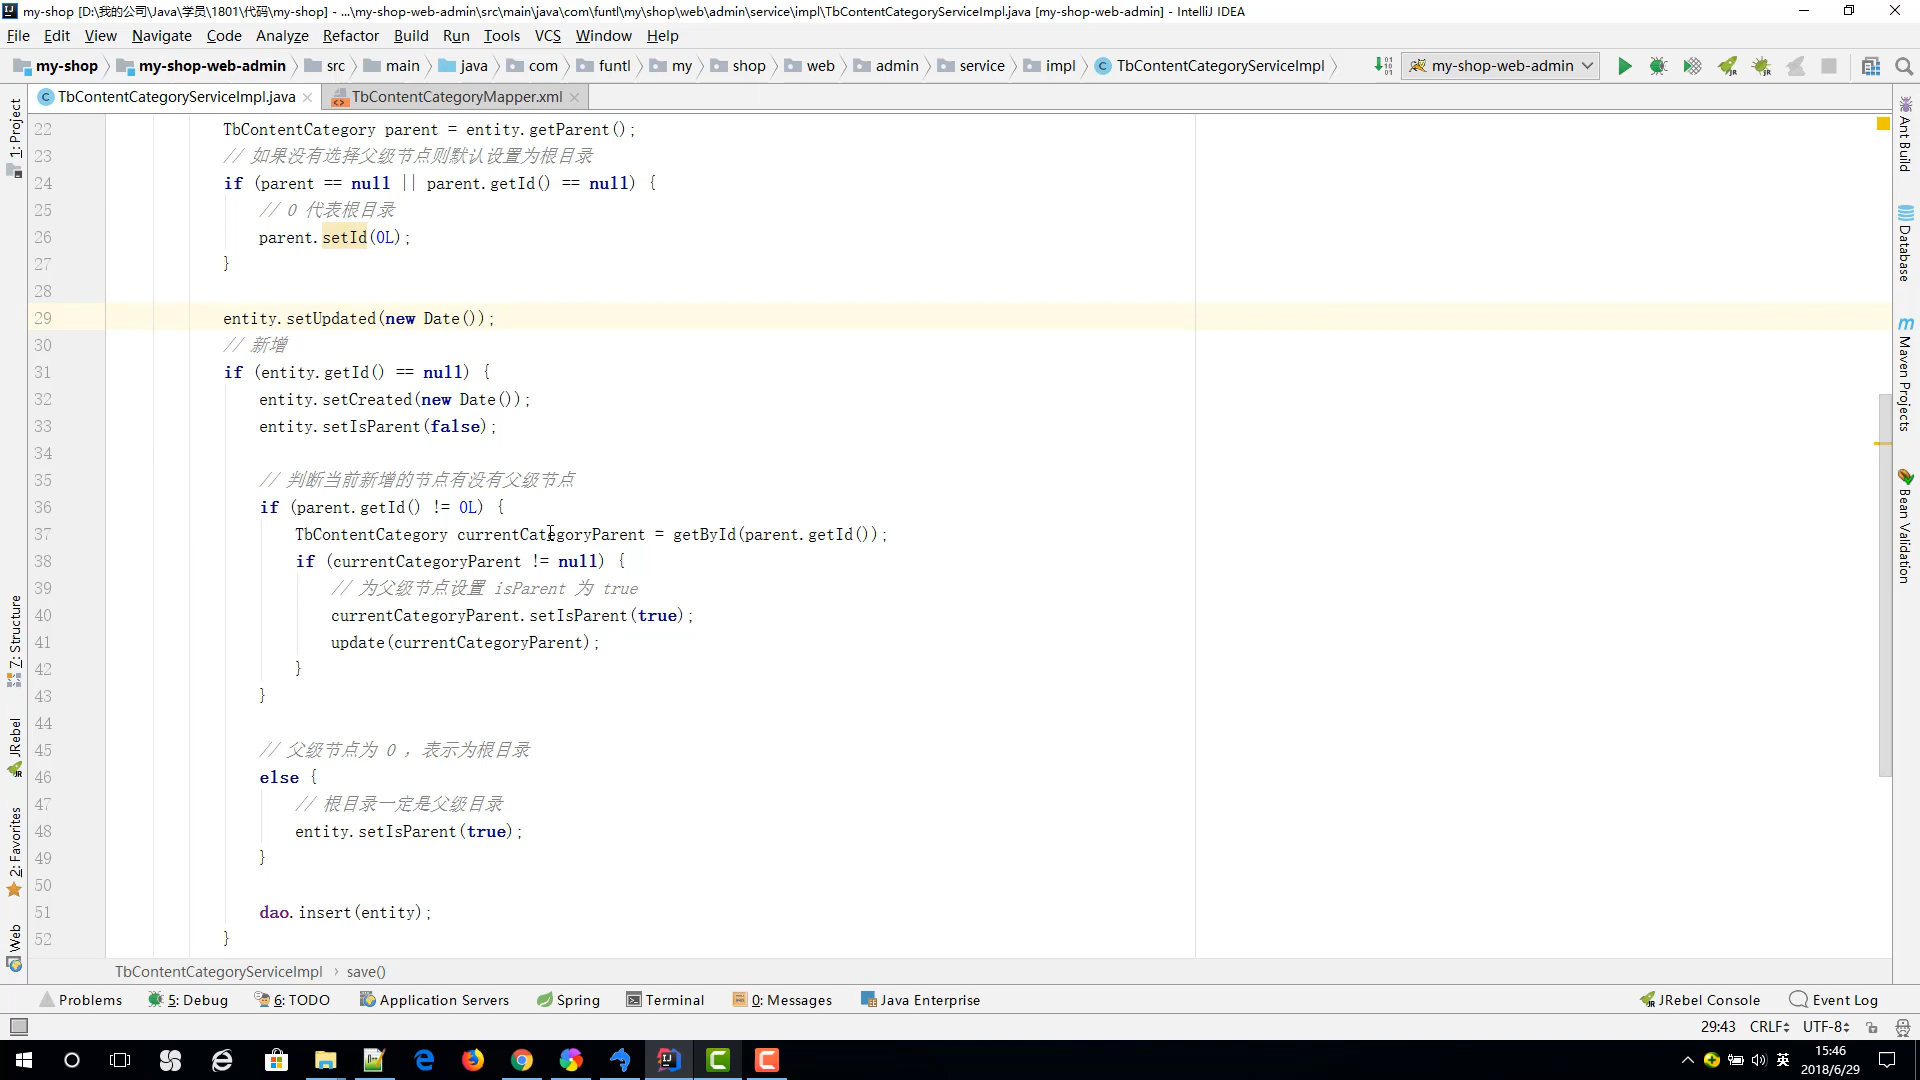 my-shop [D:\我的公司\Java\学员\1801\代码\my-shop] - ...\my-shop-web-admin\src\main\java\com\funtl\my\shop\web\admin\service\impl\TbContentCategoryServiceImpl.java [my-shop-web-admin] - IntelliJ IDEA
File Edit View Navigate Code Analyze Refactor Build Run Tools VCS Window Help
my-shop my-shop-web-admin src main java com funtl my shop web admin service impl TbContentCategoryServiceImpl my-shop-web-admin
TbContentCategoryServiceImpl.java TbContentCategoryMapper.xml
22 TbContentCategory parent = entity.getParent();
23 // 如果没有选择父级节点则默认设置为根目录
24 if (parent == null || parent.getId() == null) {
25 // 0 代表根目录
26 parent.setId(0L);
27 }
28
29 entity.setUpdated(new Date());
30 // 新增
31 if (entity.getId() == null) {
32 entity.setCreated(new Date());
33 entity.setIsParent(false);
34
35 // 判断当前新增的节点有没有父级节点
36 if (parent.getId() != 0L) {
37 TbContentCategory currentCategoryParent = getById(parent.getId());
38 if (currentCategoryParent != null) {
39 // 为父级节点设置 isParent 为 true
40 currentCategoryParent.setIsParent(true);
41 update(currentCategoryParent);
42 }
43 }
44
45 // 父级节点为 0 ，表示为根目录
46 else {
47 // 根目录一定是父级目录
48 entity.setIsParent(true);
49 }
50
51 dao.insert(entity);
52 }
TbContentCategoryServiceImpl › save()
1: Project
7: Structure
JRebel
2: Favorites
Web
Ant Build
Database
Maven Projects
Bean Validation
Problems 5: Debug 6: TODO Application Servers Spring Terminal 0: Messages Java Enterprise JRebel Console Event Log
29:43 CRLF UTF-8
英
15:46
2018/6/29